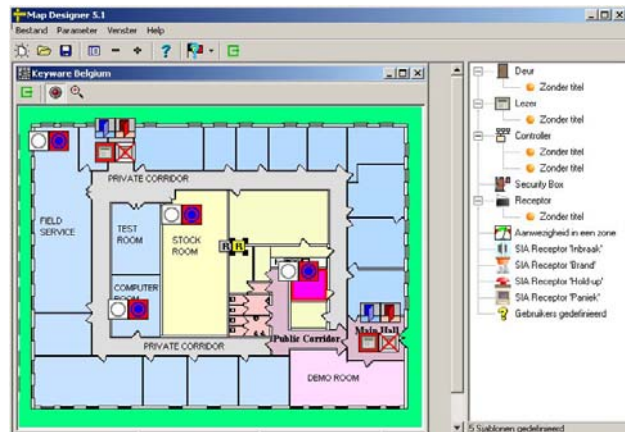 Map Designer 5.1
Bestand Parameter Venster Help
Keyware Belgium
PRIVATE CORRIDOR
FIELD
SERVICE
TEST
ROOM
STOCK
ROOM
R R
COMPUTER
ROOM
Main Hall
Public Corridor
PRIVATE CORRIDOR
DEMO ROOM
Deur
Zonder titel
Lezer
Zonder titel
Controller
Zonder titel
Zonder titel
Security Box
Receptor
Zonder titel
Aanwezigheid in een zone
SIA Receptor 'Inbraak'
SIA Receptor 'Brand'
SIA Receptor 'Hold-up'
SIA Receptor 'Paniek'
Gebruikers gedefinieerd
5 Sjablonen gedefinieerd